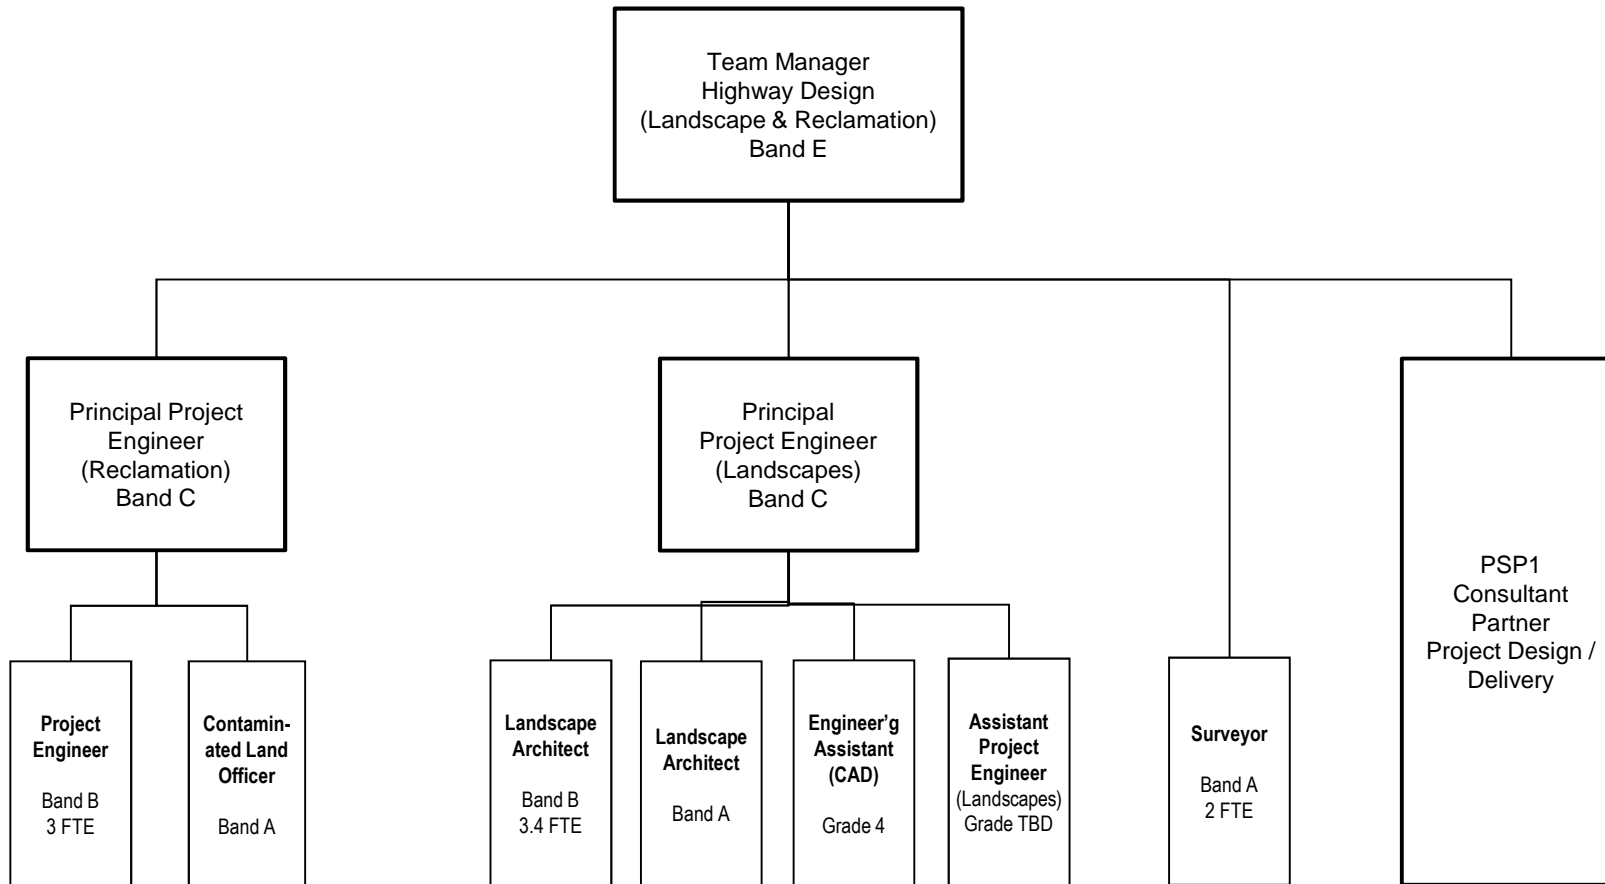 Team Manager
Highway Design
(Landscape & Reclamation)
Band E
Principal Project
Engineer
(Reclamation)
Band C
Principal
Project Engineer
(Landscapes)
Band C
PSP1
Consultant
Partner
Project Design /
Delivery
Project
Engineer
Band B
3 FTE
Contamin-
ated Land
Officer
Band A
Landscape
Architect
Band B
3.4 FTE
Landscape
Architect
Band A
Engineer’g
Assistant
(CAD)
Grade 4
Assistant
Project
Engineer
(Landscapes)
Grade TBD
Surveyor
Band A
2 FTE